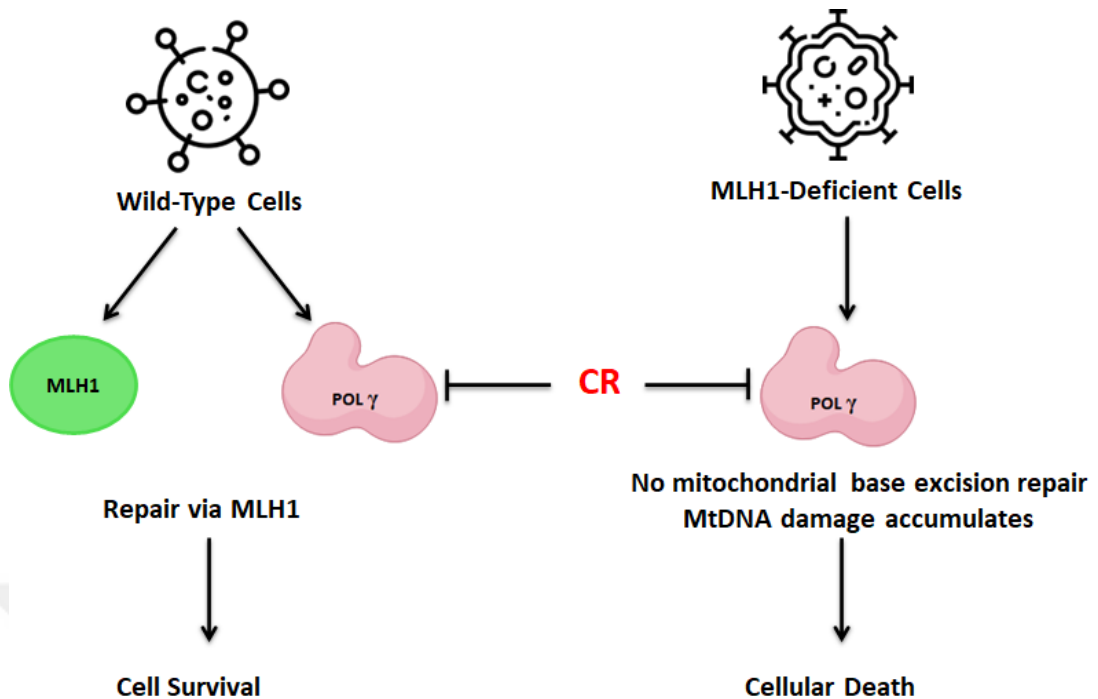 Wild-Type Cells
MLH1-Deficient Cells
MLH1
POL γ
CR
POL γ
No mitochondrial base excision repair
MtDNA damage accumulates
Repair via MLH1
Cell Survival
Cellular Death